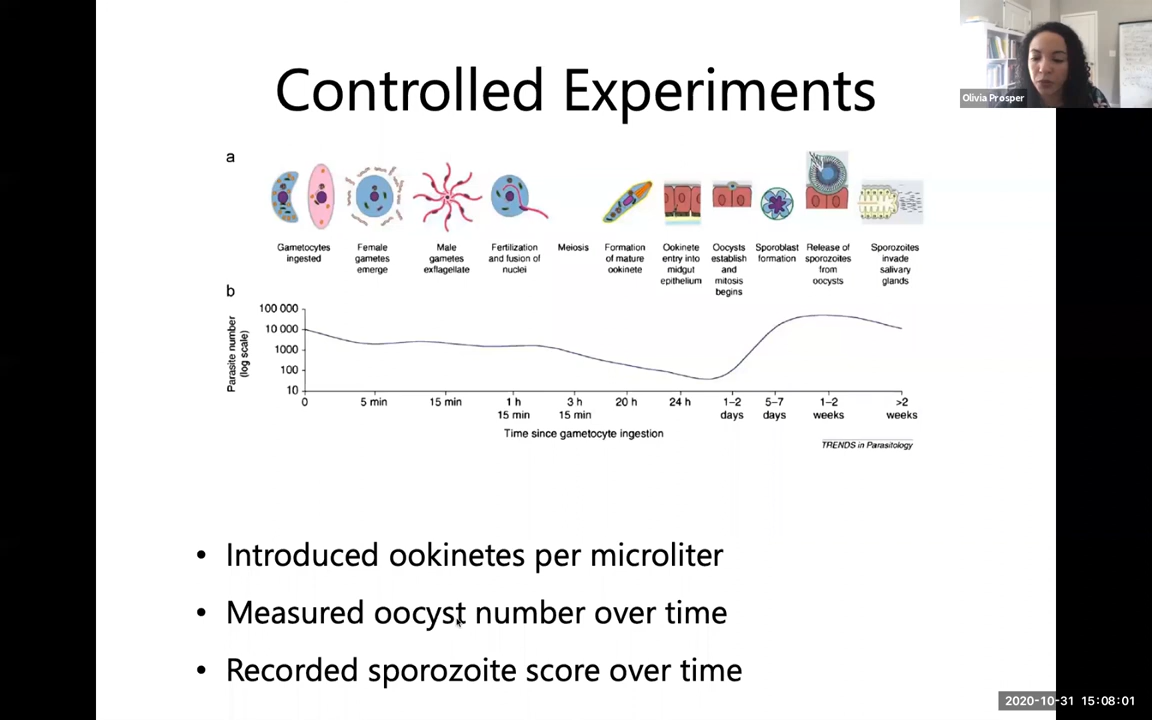 Controlled Experiments
Olivia Prosper
a
Gametocytes
ingested
Female
gametes
emerge
Male
gametes
exflagellate
Fertilization
and fusion of
nuclei
Meiosis
Formation
of mature
ookinete
Ookinete
entry into
midgut
epithelium
Oocysts
establish
and
mitosis
begins
Sporoblast
formation
Release of
sporozoites
from
oocysts
Sporozoites
invade
salivary
glands
b
Parasite number
(log scale)
100 000
10 000
1000
100
10
0
5 min
15 min
1 h
15 min
3 h
15 min
20 h
24 h
1–2
days
5–7
days
1–2
weeks
>2
weeks
Time since gametocyte ingestion
TRENDS in Parasitology
• Introduced ookinetes per microliter
• Measured oocyst number over time
• Recorded sporozoite score over time
2020-10-31 15:08:01